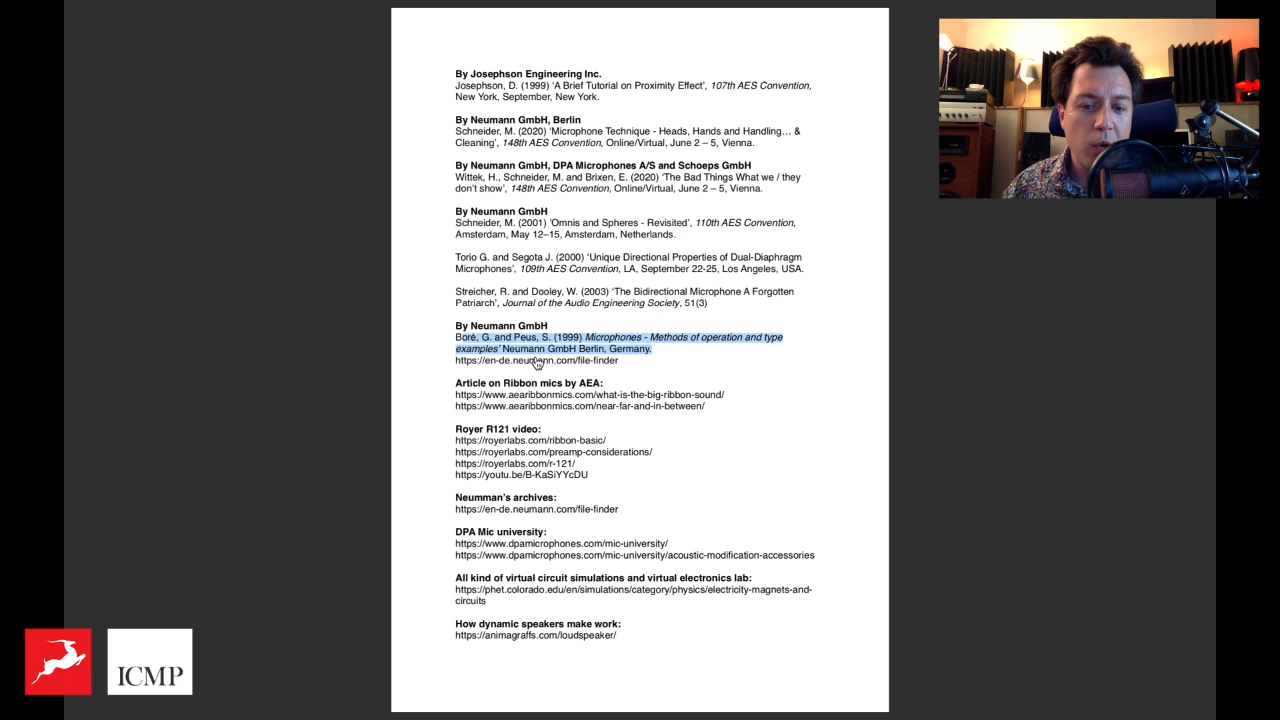 By Josephson Engineering Inc.
Josephson, D. (1999) ‘A Brief Tutorial on Proximity Effect’, 107th AES Convention,
New York, September, New York.
By Neumann GmbH, Berlin
Schneider, M. (2020) ‘Microphone Technique - Heads, Hands and Handling… &
Cleaning’, 148th AES Convention, Online/Virtual, June 2 – 5, Vienna.
By Neumann GmbH, DPA Microphones A/S and Schoeps GmbH
Wittek, H., Schneider, M. and Brixen, E. (2020) ‘The Bad Things What we / they
don’t show’, 148th AES Convention, Online/Virtual, June 2 – 5, Vienna.
By Neumann GmbH
Schneider, M. (2001) ’Omnis and Spheres - Revisited’, 110th AES Convention,
Amsterdam, May 12–15, Amsterdam, Netherlands.
Torio G. and Segota J. (2000) ‘Unique Directional Properties of Dual-Diaphragm
Microphones’, 109th AES Convention, LA, September 22-25, Los Angeles, USA.
Streicher, R. and Dooley, W. (2003) ‘The Bidirectional Microphone A Forgotten
Patriarch’, Journal of the Audio Engineering Society, 51(3)
By Neumann GmbH
Boré, G. and Peus, S. (1999) Microphones - Methods of operation and type
examples’ Neumann GmbH Berlin, Germany.
https://en-de.neumann.com/file-finder
Article on Ribbon mics by AEA:
https://www.aearibbonmics.com/what-is-the-big-ribbon-sound/
https://www.aearibbonmics.com/near-far-and-in-between/
Royer R121 video:
https://royerlabs.com/ribbon-basic/
https://royerlabs.com/preamp-considerations/
https://royerlabs.com/r-121/
https://youtu.be/B-KaSiYYcDU
Neumman’s archives:
https://en-de.neumann.com/file-finder
DPA Mic university:
https://www.dpamicrophones.com/mic-university/
https://www.dpamicrophones.com/mic-university/acoustic-modification-accessories
All kind of virtual circuit simulations and virtual electronics lab:
https://phet.colorado.edu/en/simulations/category/physics/electricity-magnets-and-
circuits
How dynamic speakers make work:
https://animagraffs.com/loudspeaker/
ICMP